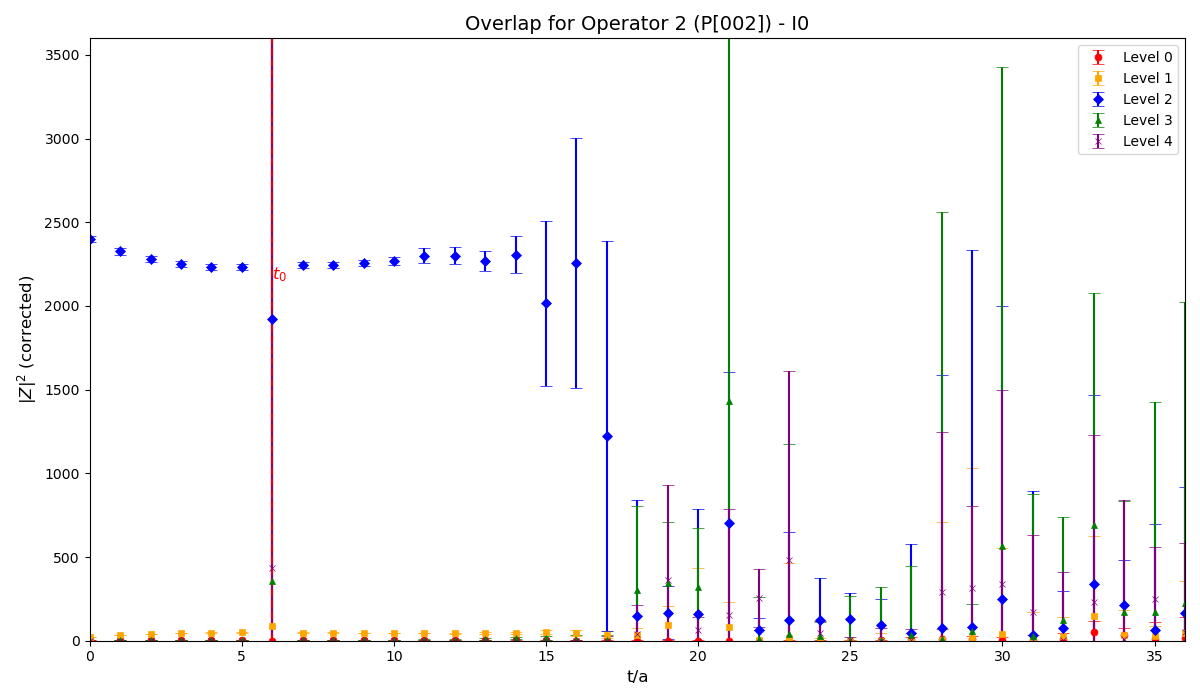 Overlap for Operator 2 (P[002]) - I0
|Z|² (corrected)
3500
3000
2500
2000
1500
1000
500
0
t₀
Level 0
Level 1
Level 2
Level 3
Level 4
0 5 10 15 20 25 30 35
t/a